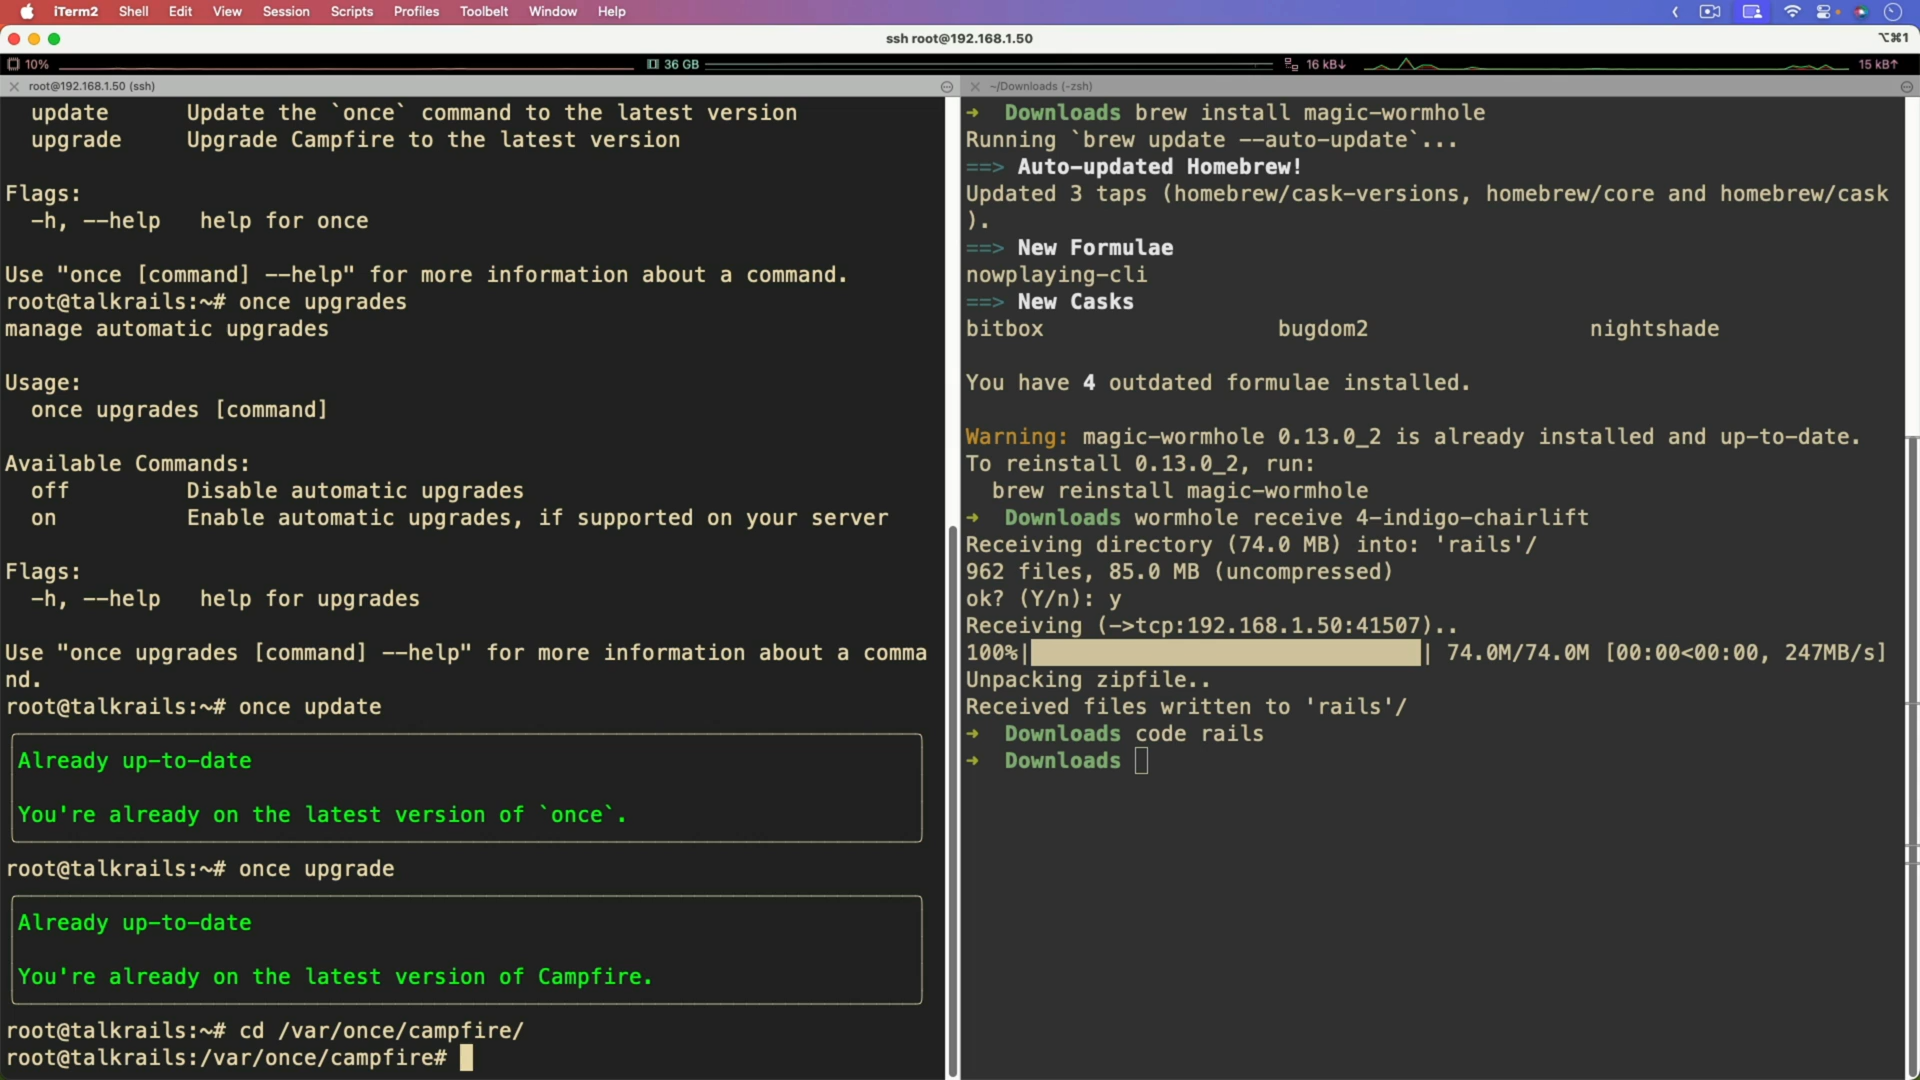 iTerm2 Shell Edit View Session Scripts Profiles Toolbelt Window Help
ssh root@192.168.1.50
⌥⌘1
10%
36 GB
16 kB↓
15 kB↑
root@192.168.1.50 (ssh)
update Update the `once` command to the latest version
upgrade Upgrade Campfire to the latest version
Flags:
-h, --help help for once
Use "once [command] --help" for more information about a command.
root@talkrails:~# once upgrades
manage automatic upgrades
Usage:
once upgrades [command]
Available Commands:
off Disable automatic upgrades
on Enable automatic upgrades, if supported on your server
Flags:
-h, --help help for upgrades
Use "once upgrades [command] --help" for more information about a comma
nd.
root@talkrails:~# once update
Already up-to-date
You're already on the latest version of `once`.
root@talkrails:~# once upgrade
Already up-to-date
You're already on the latest version of Campfire.
root@talkrails:~# cd /var/once/campfire/
root@talkrails:/var/once/campfire#
~/Downloads (-zsh)
➜ Downloads brew install magic-wormhole
Running `brew update --auto-update`...
==> Auto-updated Homebrew!
Updated 3 taps (homebrew/cask-versions, homebrew/core and homebrew/cask
).
==> New Formulae
nowplaying-cli
==> New Casks
bitbox bugdom2 nightshade
You have 4 outdated formulae installed.
Warning: magic-wormhole 0.13.0_2 is already installed and up-to-date.
To reinstall 0.13.0_2, run:
brew reinstall magic-wormhole
➜ Downloads wormhole receive 4-indigo-chairlift
Receiving directory (74.0 MB) into: 'rails'/
962 files, 85.0 MB (uncompressed)
ok? (Y/n): y
Receiving (->tcp:192.168.1.50:41507)..
100%| | 74.0M/74.0M [00:00<00:00, 247MB/s]
Unpacking zipfile..
Received files written to 'rails'/
➜ Downloads code rails
➜ Downloads